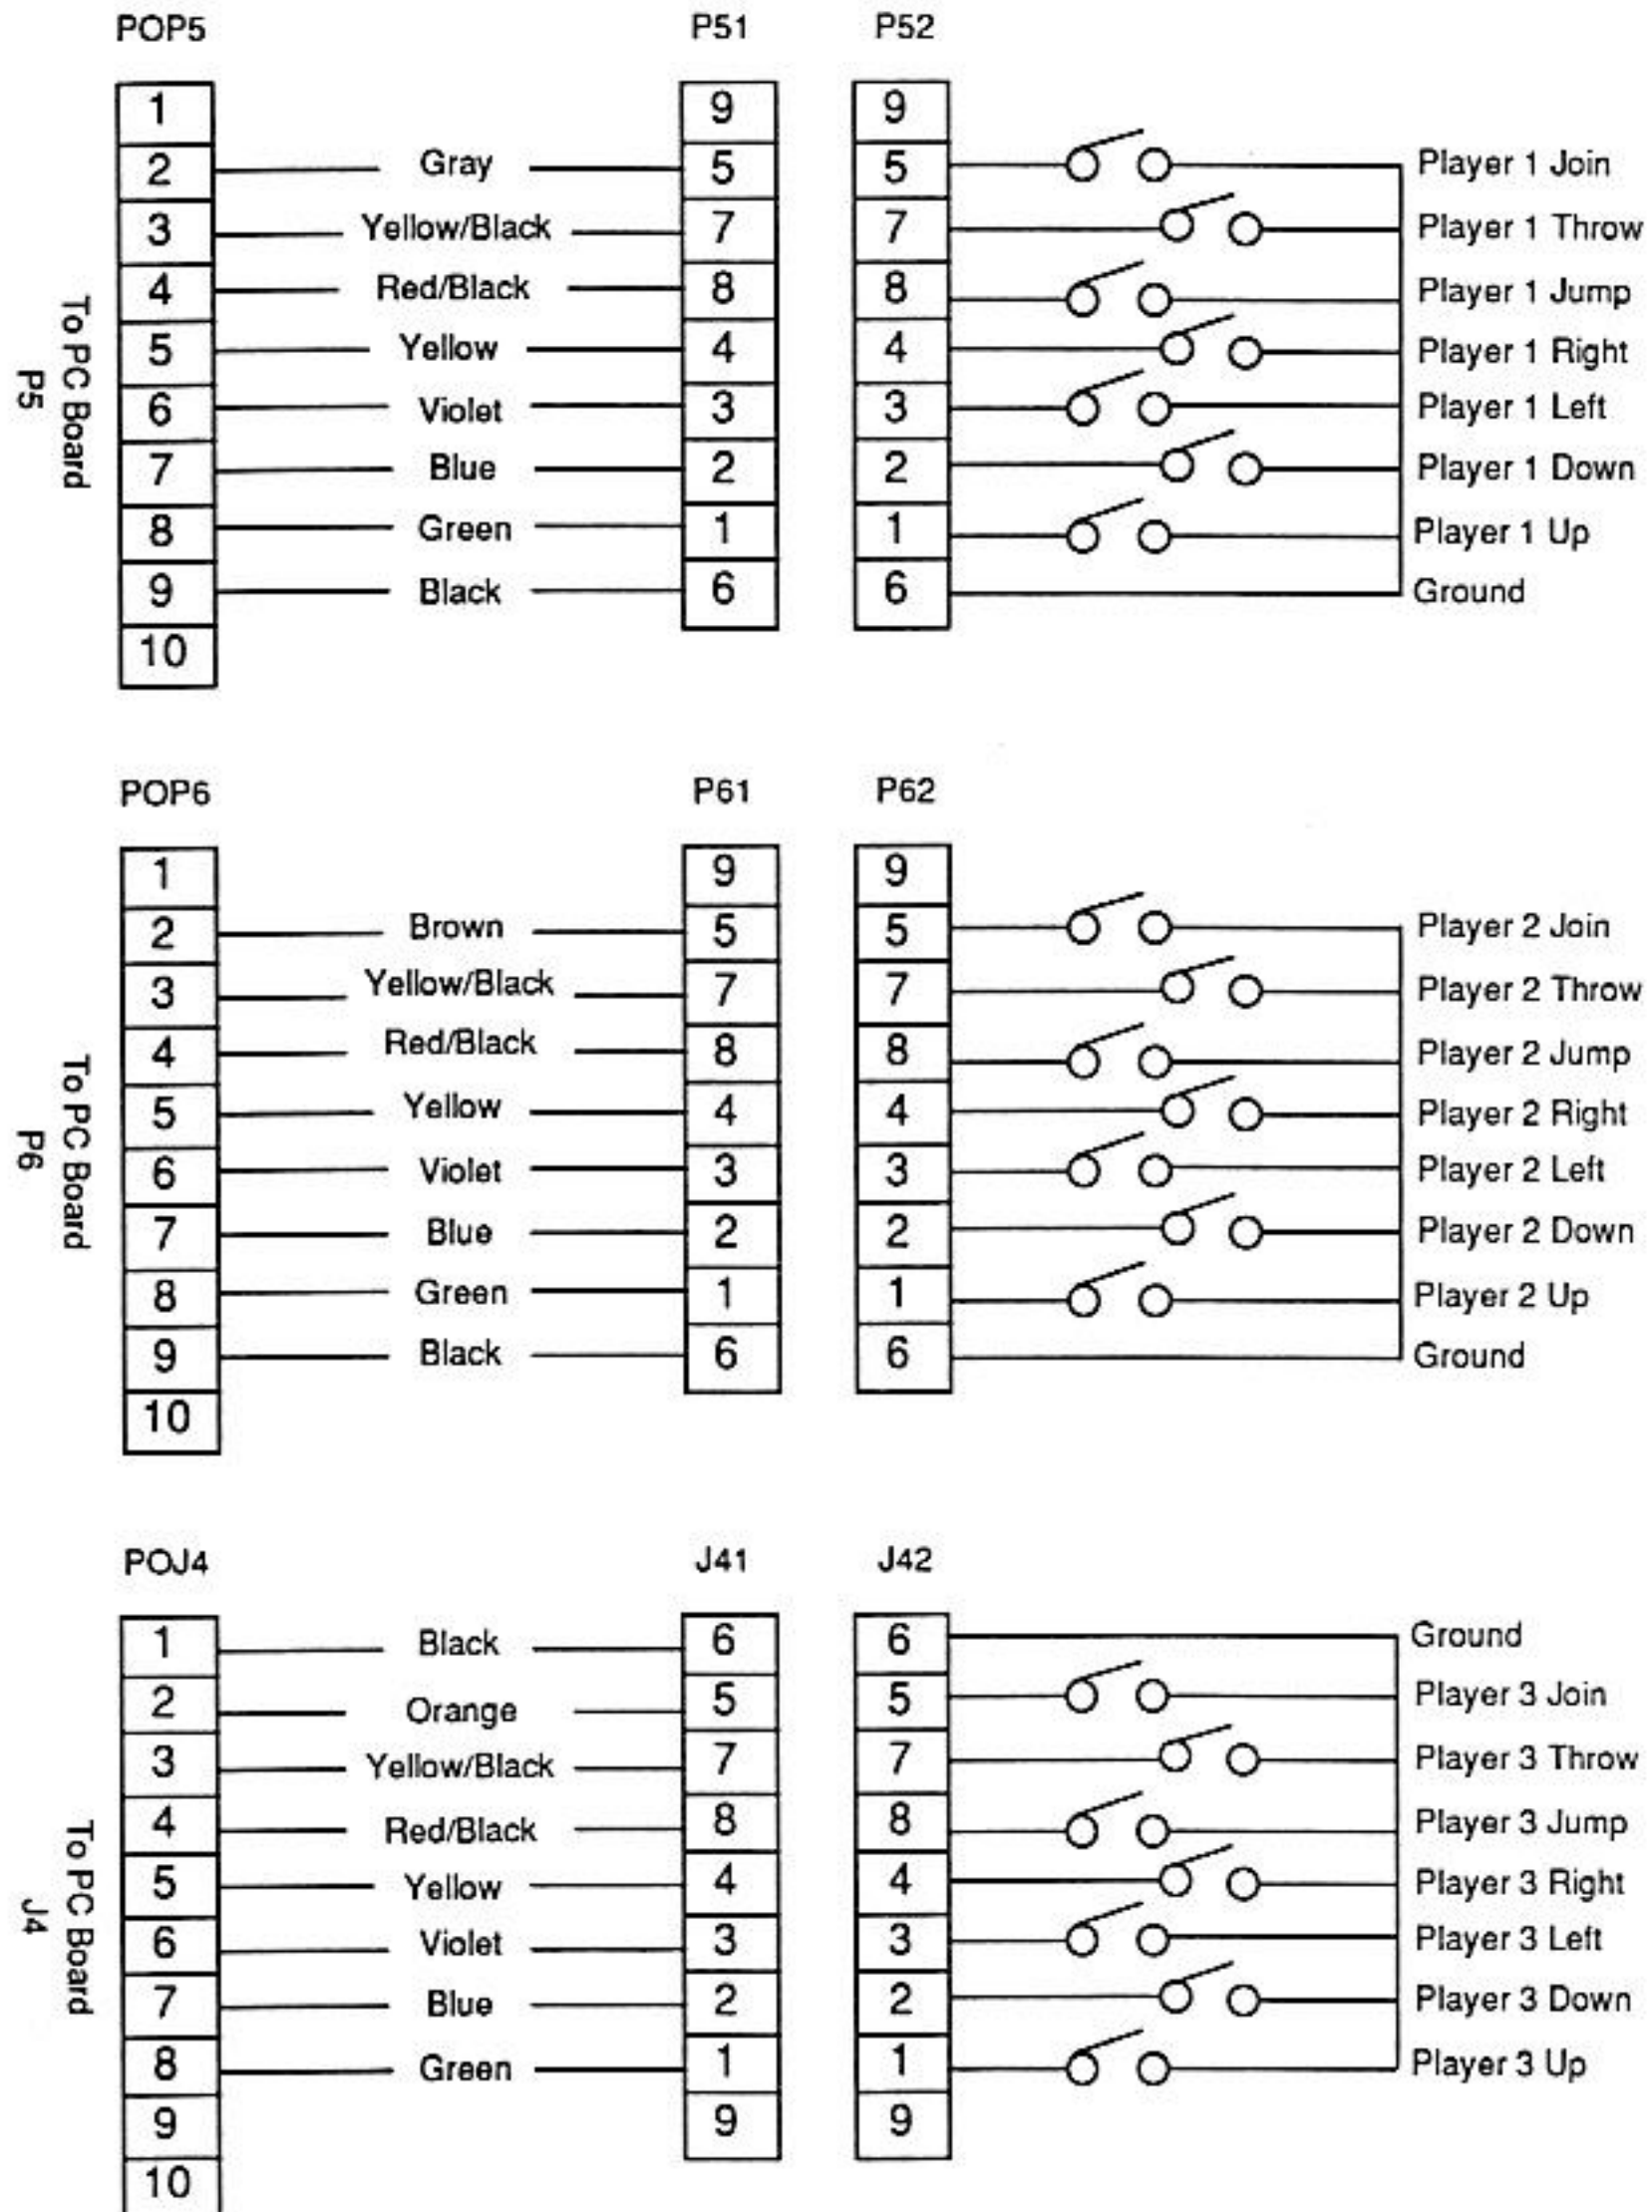 POP5 P51 P52
1 9 9
2 Gray 5 5 Player 1 Join
3 Yellow/Black 7 7 Player 1 Throw
4 Red/Black 8 8 Player 1 Jump
5 Yellow 4 4 Player 1 Right
6 Violet 3 3 Player 1 Left
7 Blue 2 2 Player 1 Down
8 Green 1 1 Player 1 Up
9 Black 6 6 Ground
10
To PC Board
P5
POP6 P61 P62
1 9 9
2 Brown 5 5 Player 2 Join
3 Yellow/Black 7 7 Player 2 Throw
4 Red/Black 8 8 Player 2 Jump
5 Yellow 4 4 Player 2 Right
6 Violet 3 3 Player 2 Left
7 Blue 2 2 Player 2 Down
8 Green 1 1 Player 2 Up
9 Black 6 6 Ground
10
To PC Board
P6
POJ4 J41 J42
1 Black 6 6 Ground
2 Orange 5 5 Player 3 Join
3 Yellow/Black 7 7 Player 3 Throw
4 Red/Black 8 8 Player 3 Jump
5 Yellow 4 4 Player 3 Right
6 Violet 3 3 Player 3 Left
7 Blue 2 2 Player 3 Down
8 Green 1 1 Player 3 Up
9 9 9
10
To PC Board
J4